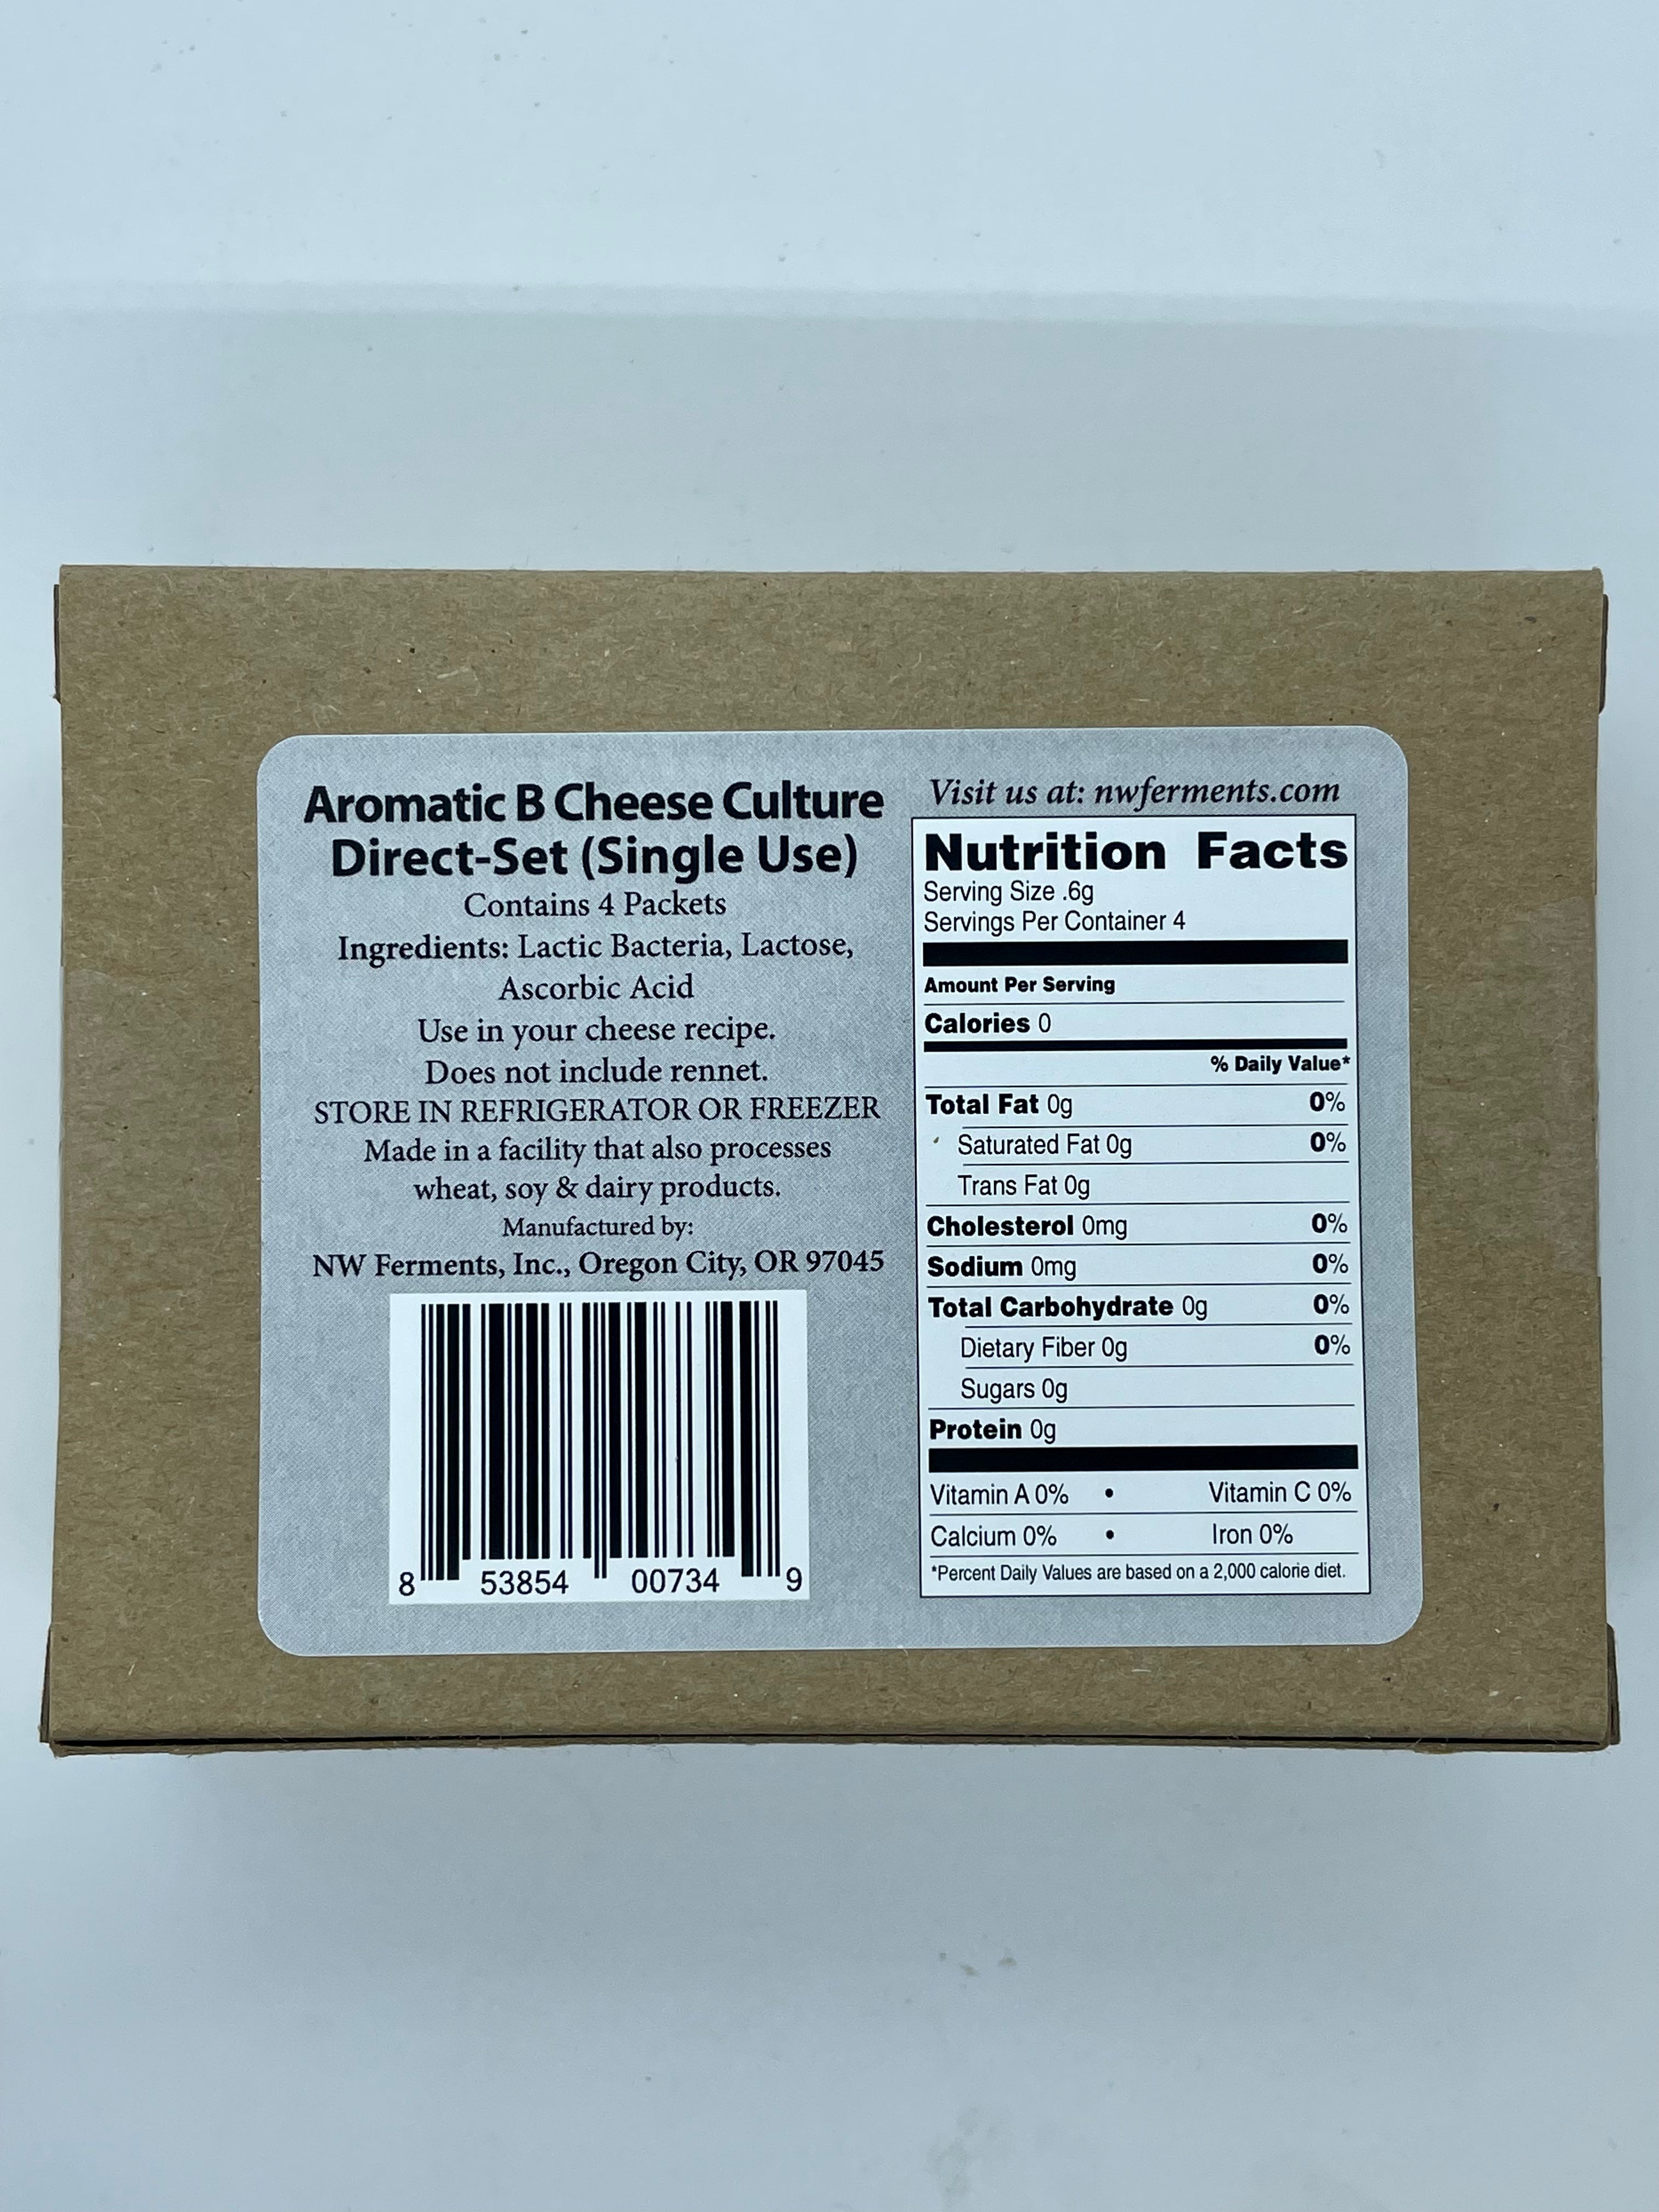 Aromatic B Cheese Culture
Direct-Set (Single Use)
Contains 4 Packets
Ingredients: Lactic Bacteria, Lactose,
Ascorbic Acid
Use in your cheese recipe.
Does not include rennet.
STORE IN REFRIGERATOR OR FREEZER
Made in a facility that also processes
wheat, soy & dairy products.
Manufactured by:
NW Ferments, Inc., Oregon City, OR 97045
8 53854 00734 9
Visit us at: nwferments.com
Nutrition Facts
Serving Size .6g
Servings Per Container 4
Amount Per Serving
Calories 0
% Daily Value*
Total Fat 0g 0%
Saturated Fat 0g 0%
Trans Fat 0g
Cholesterol 0mg 0%
Sodium 0mg 0%
Total Carbohydrate 0g 0%
Dietary Fiber 0g 0%
Sugars 0g
Protein 0g
Vitamin A 0% • Vitamin C 0%
Calcium 0% • Iron 0%
*Percent Daily Values are based on a 2,000 calorie diet.